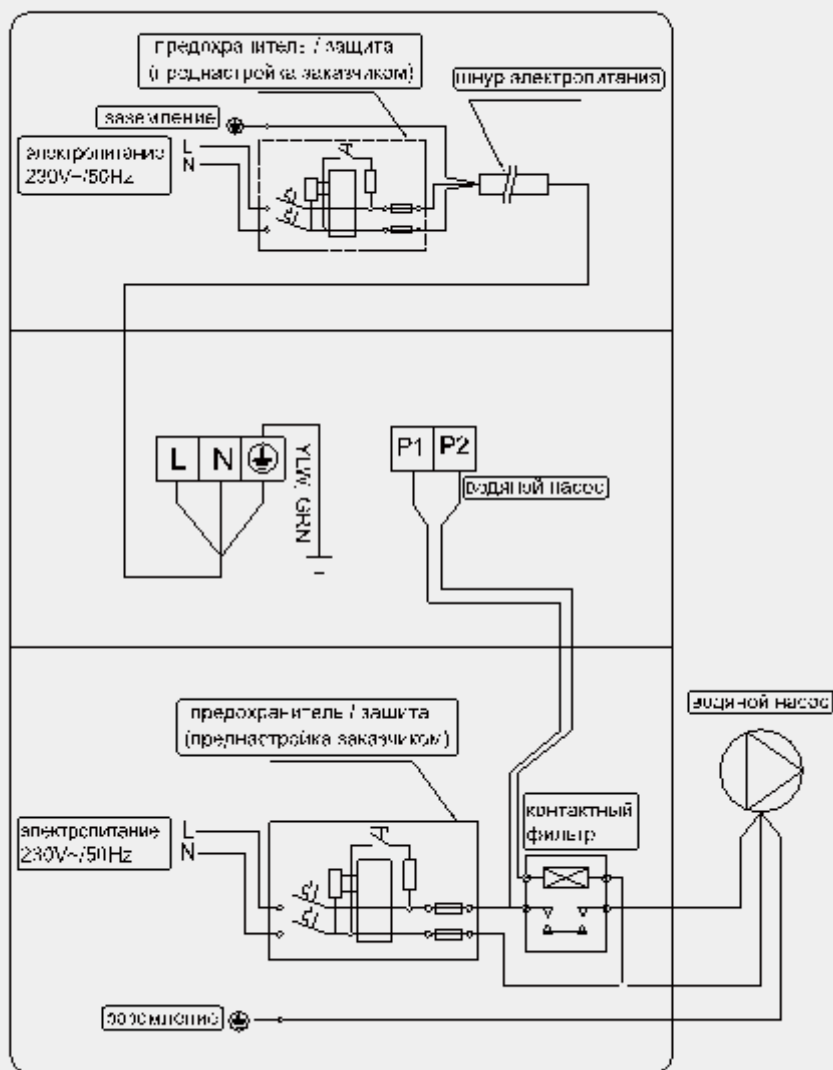 предохранитель / защита
(преднастройка заказчиком)
шнур электропитания
заземление
электропитание
230V~/50Hz
L
N
L N
YLW GRN
P1 P2
водяной насос
предохранитель / защита
(преднастройка заказчиком)
водяной насос
контактный
фильтр
электропитание
230V~/50Hz
L
N
заземление